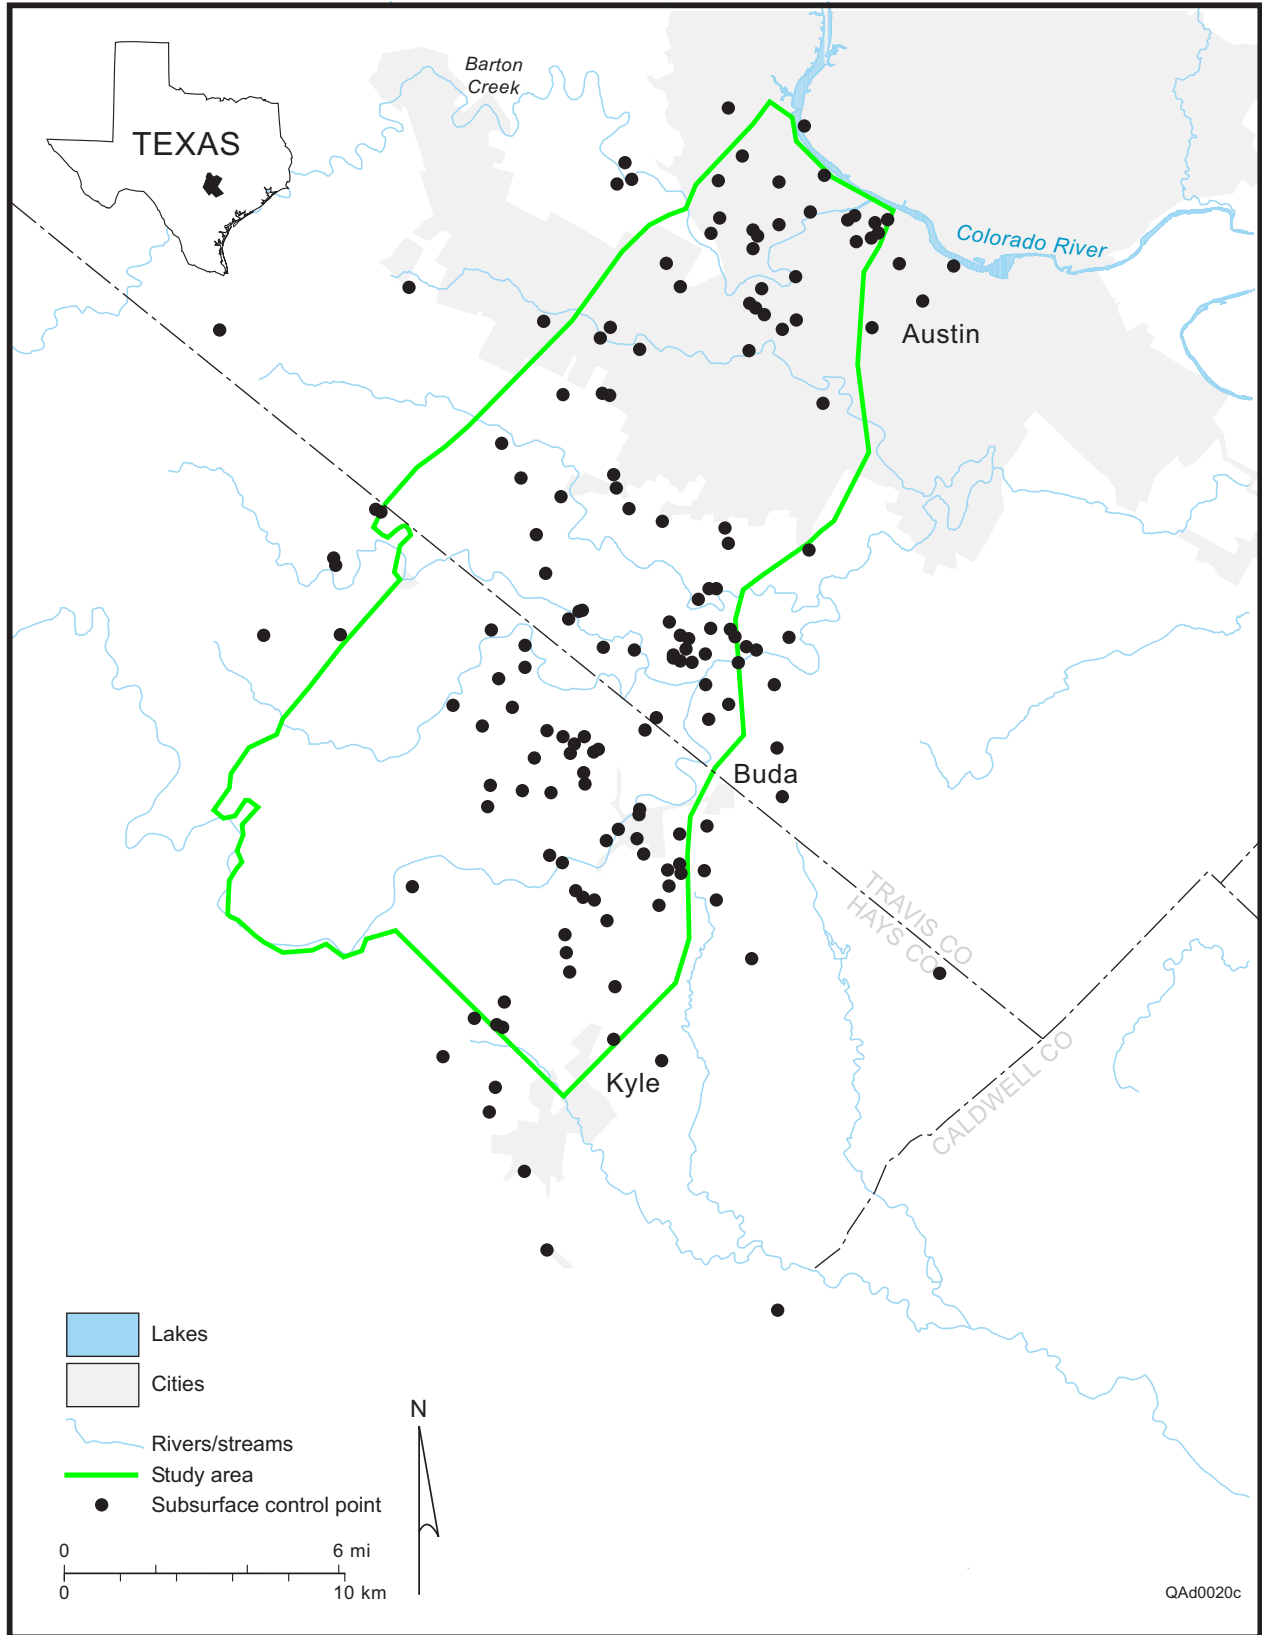 Barton
Creek
TEXAS
Colorado River
Austin
Buda
TRAVIS CO
HAYS CO
CALDWELL CO
Kyle
Lakes
Cities
Rivers/streams
Study area
Subsurface control point
N
0 6 mi
0 10 km
QAd0020c